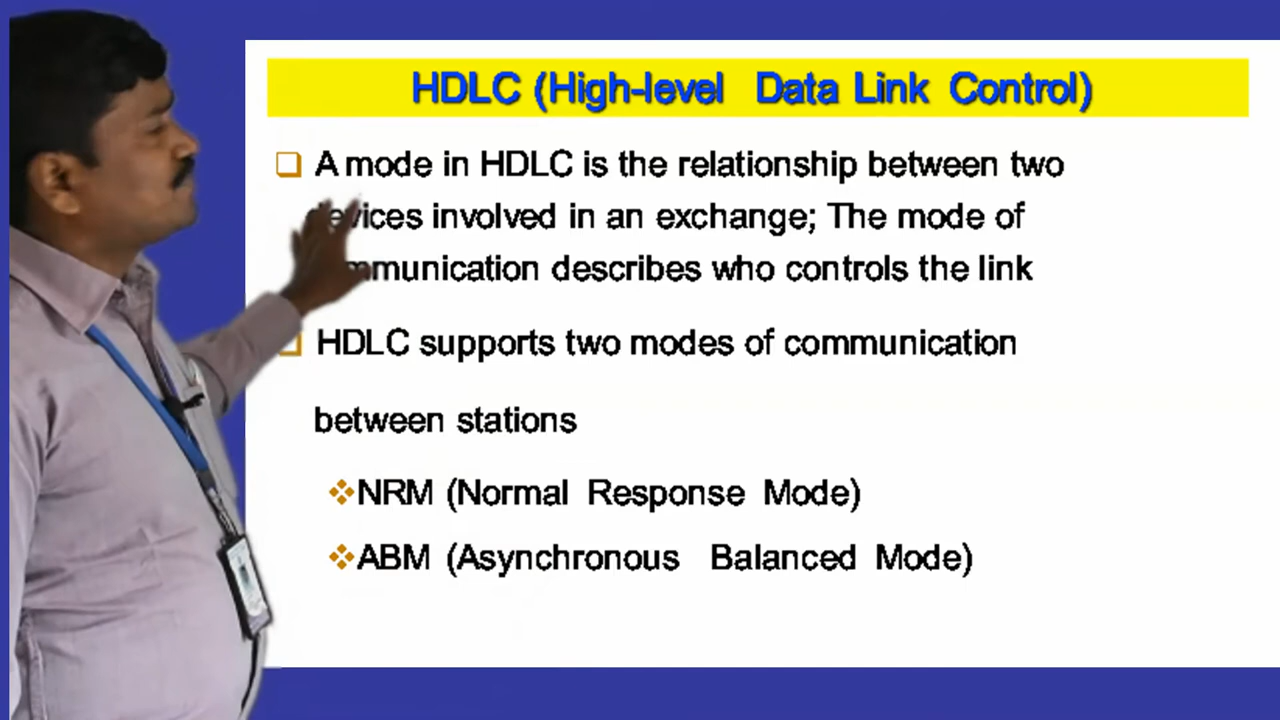 HDLC (High-level Data Link Control)
A mode in HDLC is the relationship between two
devices involved in an exchange; The mode of
communication describes who controls the link
HDLC supports two modes of communication
between stations
NRM (Normal Response Mode)
ABM (Asynchronous Balanced Mode)